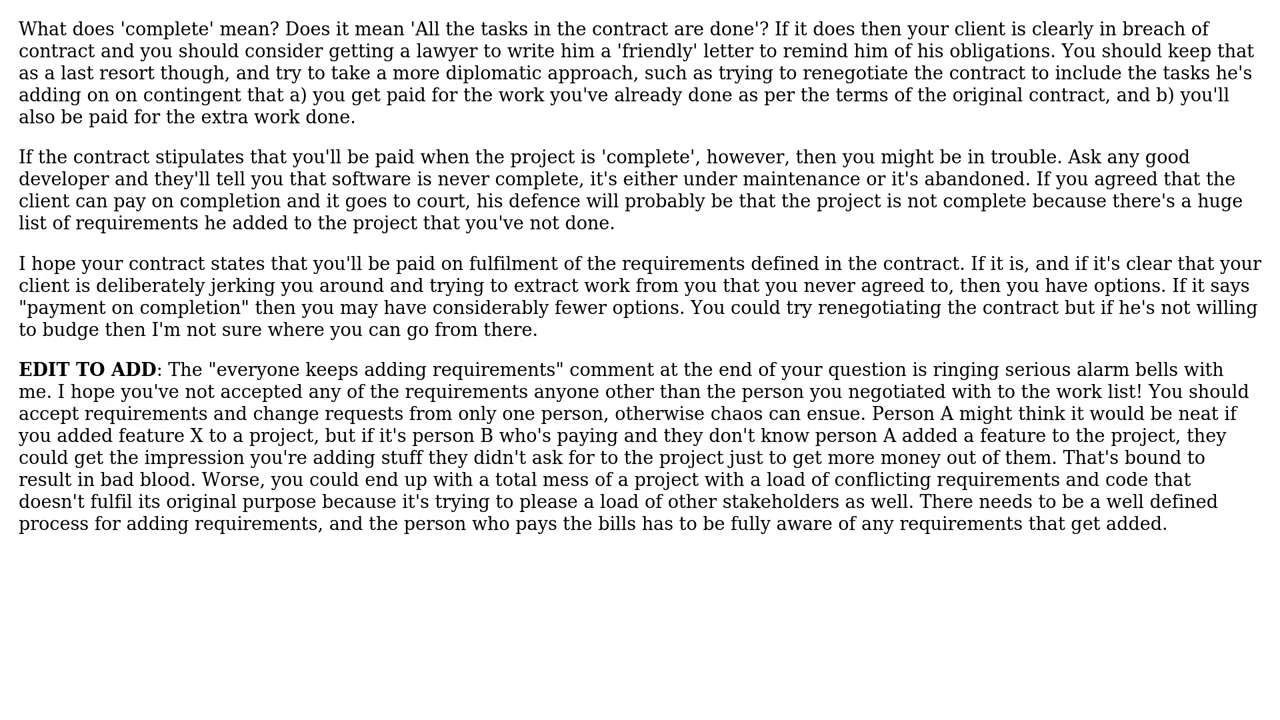 What does 'complete' mean? Does it mean 'All the tasks in the contract are done'? If it does then your client is clearly in breach of
contract and you should consider getting a lawyer to write him a 'friendly' letter to remind him of his obligations. You should keep that
as a last resort though, and try to take a more diplomatic approach, such as trying to renegotiate the contract to include the tasks he's
adding on on contingent that a) you get paid for the work you've already done as per the terms of the original contract, and b) you'll
also be paid for the extra work done.
If the contract stipulates that you'll be paid when the project is 'complete', however, then you might be in trouble. Ask any good
developer and they'll tell you that software is never complete, it's either under maintenance or it's abandoned. If you agreed that the
client can pay on completion and it goes to court, his defence will probably be that the project is not complete because there's a huge
list of requirements he added to the project that you've not done.
I hope your contract states that you'll be paid on fulfilment of the requirements defined in the contract. If it is, and if it's clear that your
client is deliberately jerking you around and trying to extract work from you that you never agreed to, then you have options. If it says
"payment on completion" then you may have considerably fewer options. You could try renegotiating the contract but if he's not willing
to budge then I'm not sure where you can go from there.
EDIT TO ADD: The "everyone keeps adding requirements" comment at the end of your question is ringing serious alarm bells with
me. I hope you've not accepted any of the requirements anyone other than the person you negotiated with to the work list! You should
accept requirements and change requests from only one person, otherwise chaos can ensue. Person A might think it would be neat if
you added feature X to a project, but if it's person B who's paying and they don't know person A added a feature to the project, they
could get the impression you're adding stuff they didn't ask for to the project just to get more money out of them. That's bound to
result in bad blood. Worse, you could end up with a total mess of a project with a load of conflicting requirements and code that
doesn't fulfil its original purpose because it's trying to please a load of other stakeholders as well. There needs to be a well defined
process for adding requirements, and the person who pays the bills has to be fully aware of any requirements that get added.